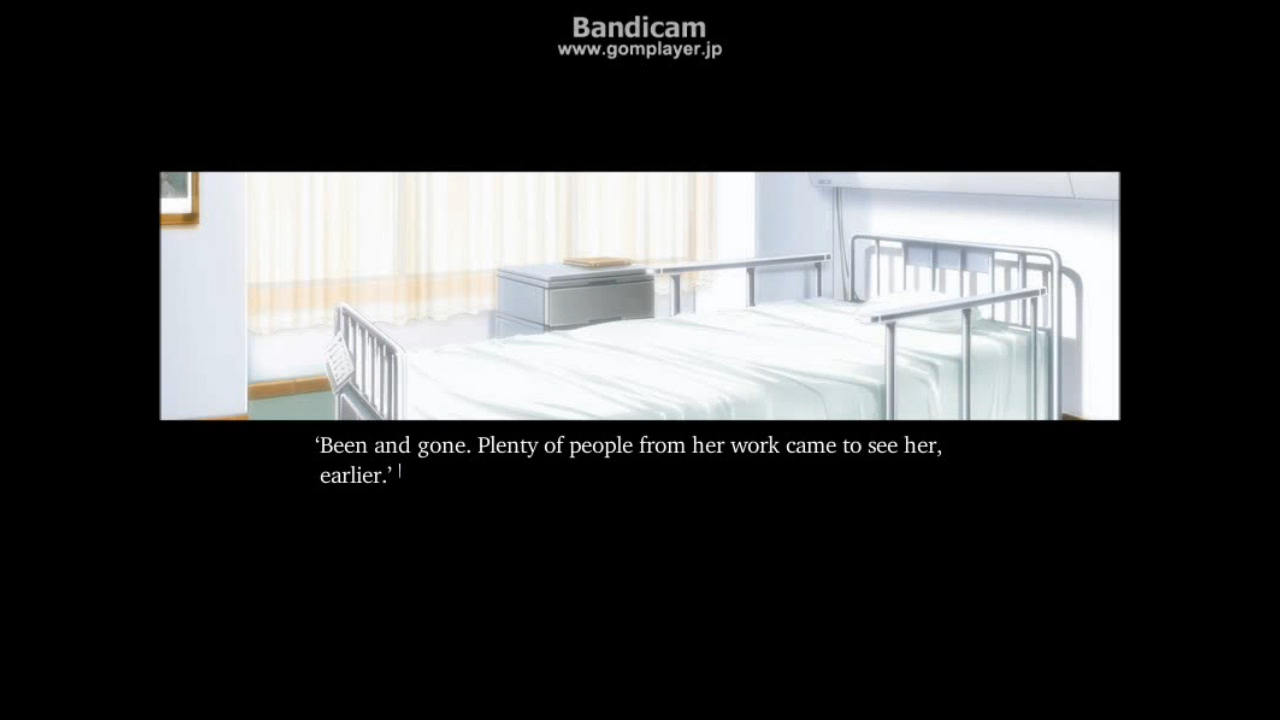 Bandicam
www.gomplayer.jp
‘Been and gone. Plenty of people from her work came to see her,
earlier.’